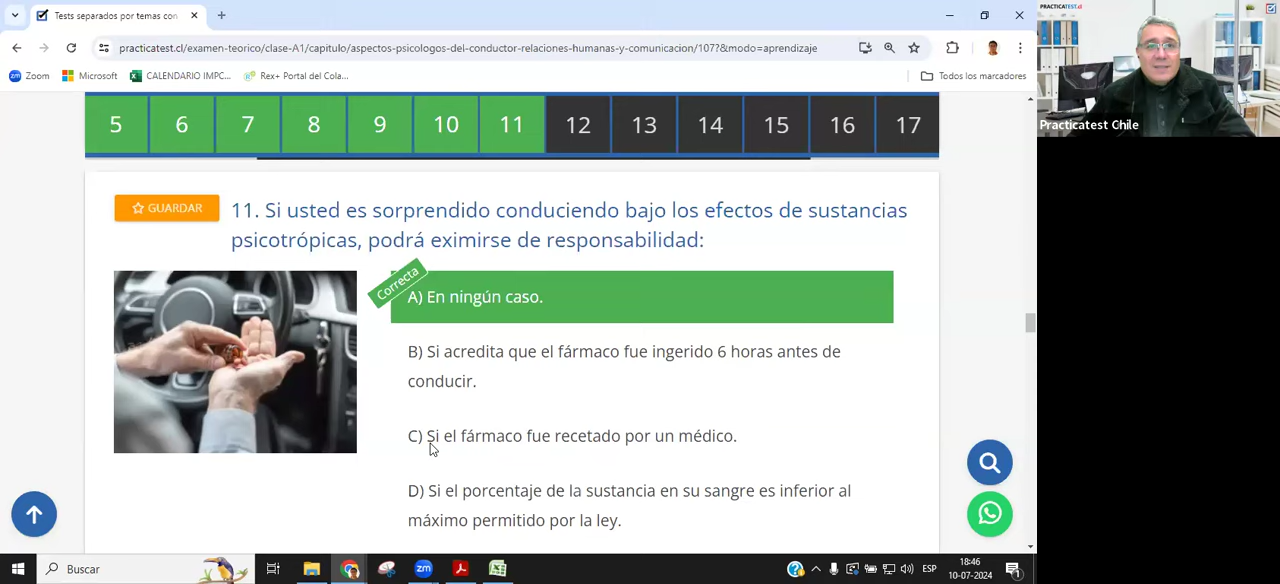 Tests separados por temas con
practicatest.cl/examen-teorico/clase-A1/capitulo/aspectos-psicologos-del-conductor-relaciones-humanas-y-comunicacion/107?&modo=aprendizaje
Zoom
Microsoft
CALENDARIO IMPC...
Rex+ Portal del Cola...
Todos los marcadores
PRACTICATEST.cl
Practicatest Chile
5 6 7 8 9 10 11 12 13 14 15 16 17
GUARDAR
11. Si usted es sorprendido conduciendo bajo los efectos de sustancias
psicotrópicas, podrá eximirse de responsabilidad:
Correcta
A) En ningún caso.
B) Si acredita que el fármaco fue ingerido 6 horas antes de
conducir.
C) Si el fármaco fue recetado por un médico.
D) Si el porcentaje de la sustancia en su sangre es inferior al
máximo permitido por la ley.
Buscar
zm
ESP
18:46
10-07-2024